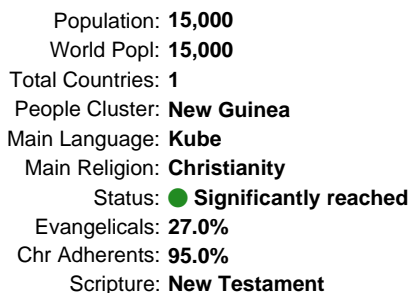 Population: 15,000
World Popl: 15,000
Total Countries: 1
People Cluster: New Guinea
Main Language: Kube
Main Religion: Christianity
Status: Significantly reached
Evangelicals: 27.0%
Chr Adherents: 95.0%
Scripture: New Testament